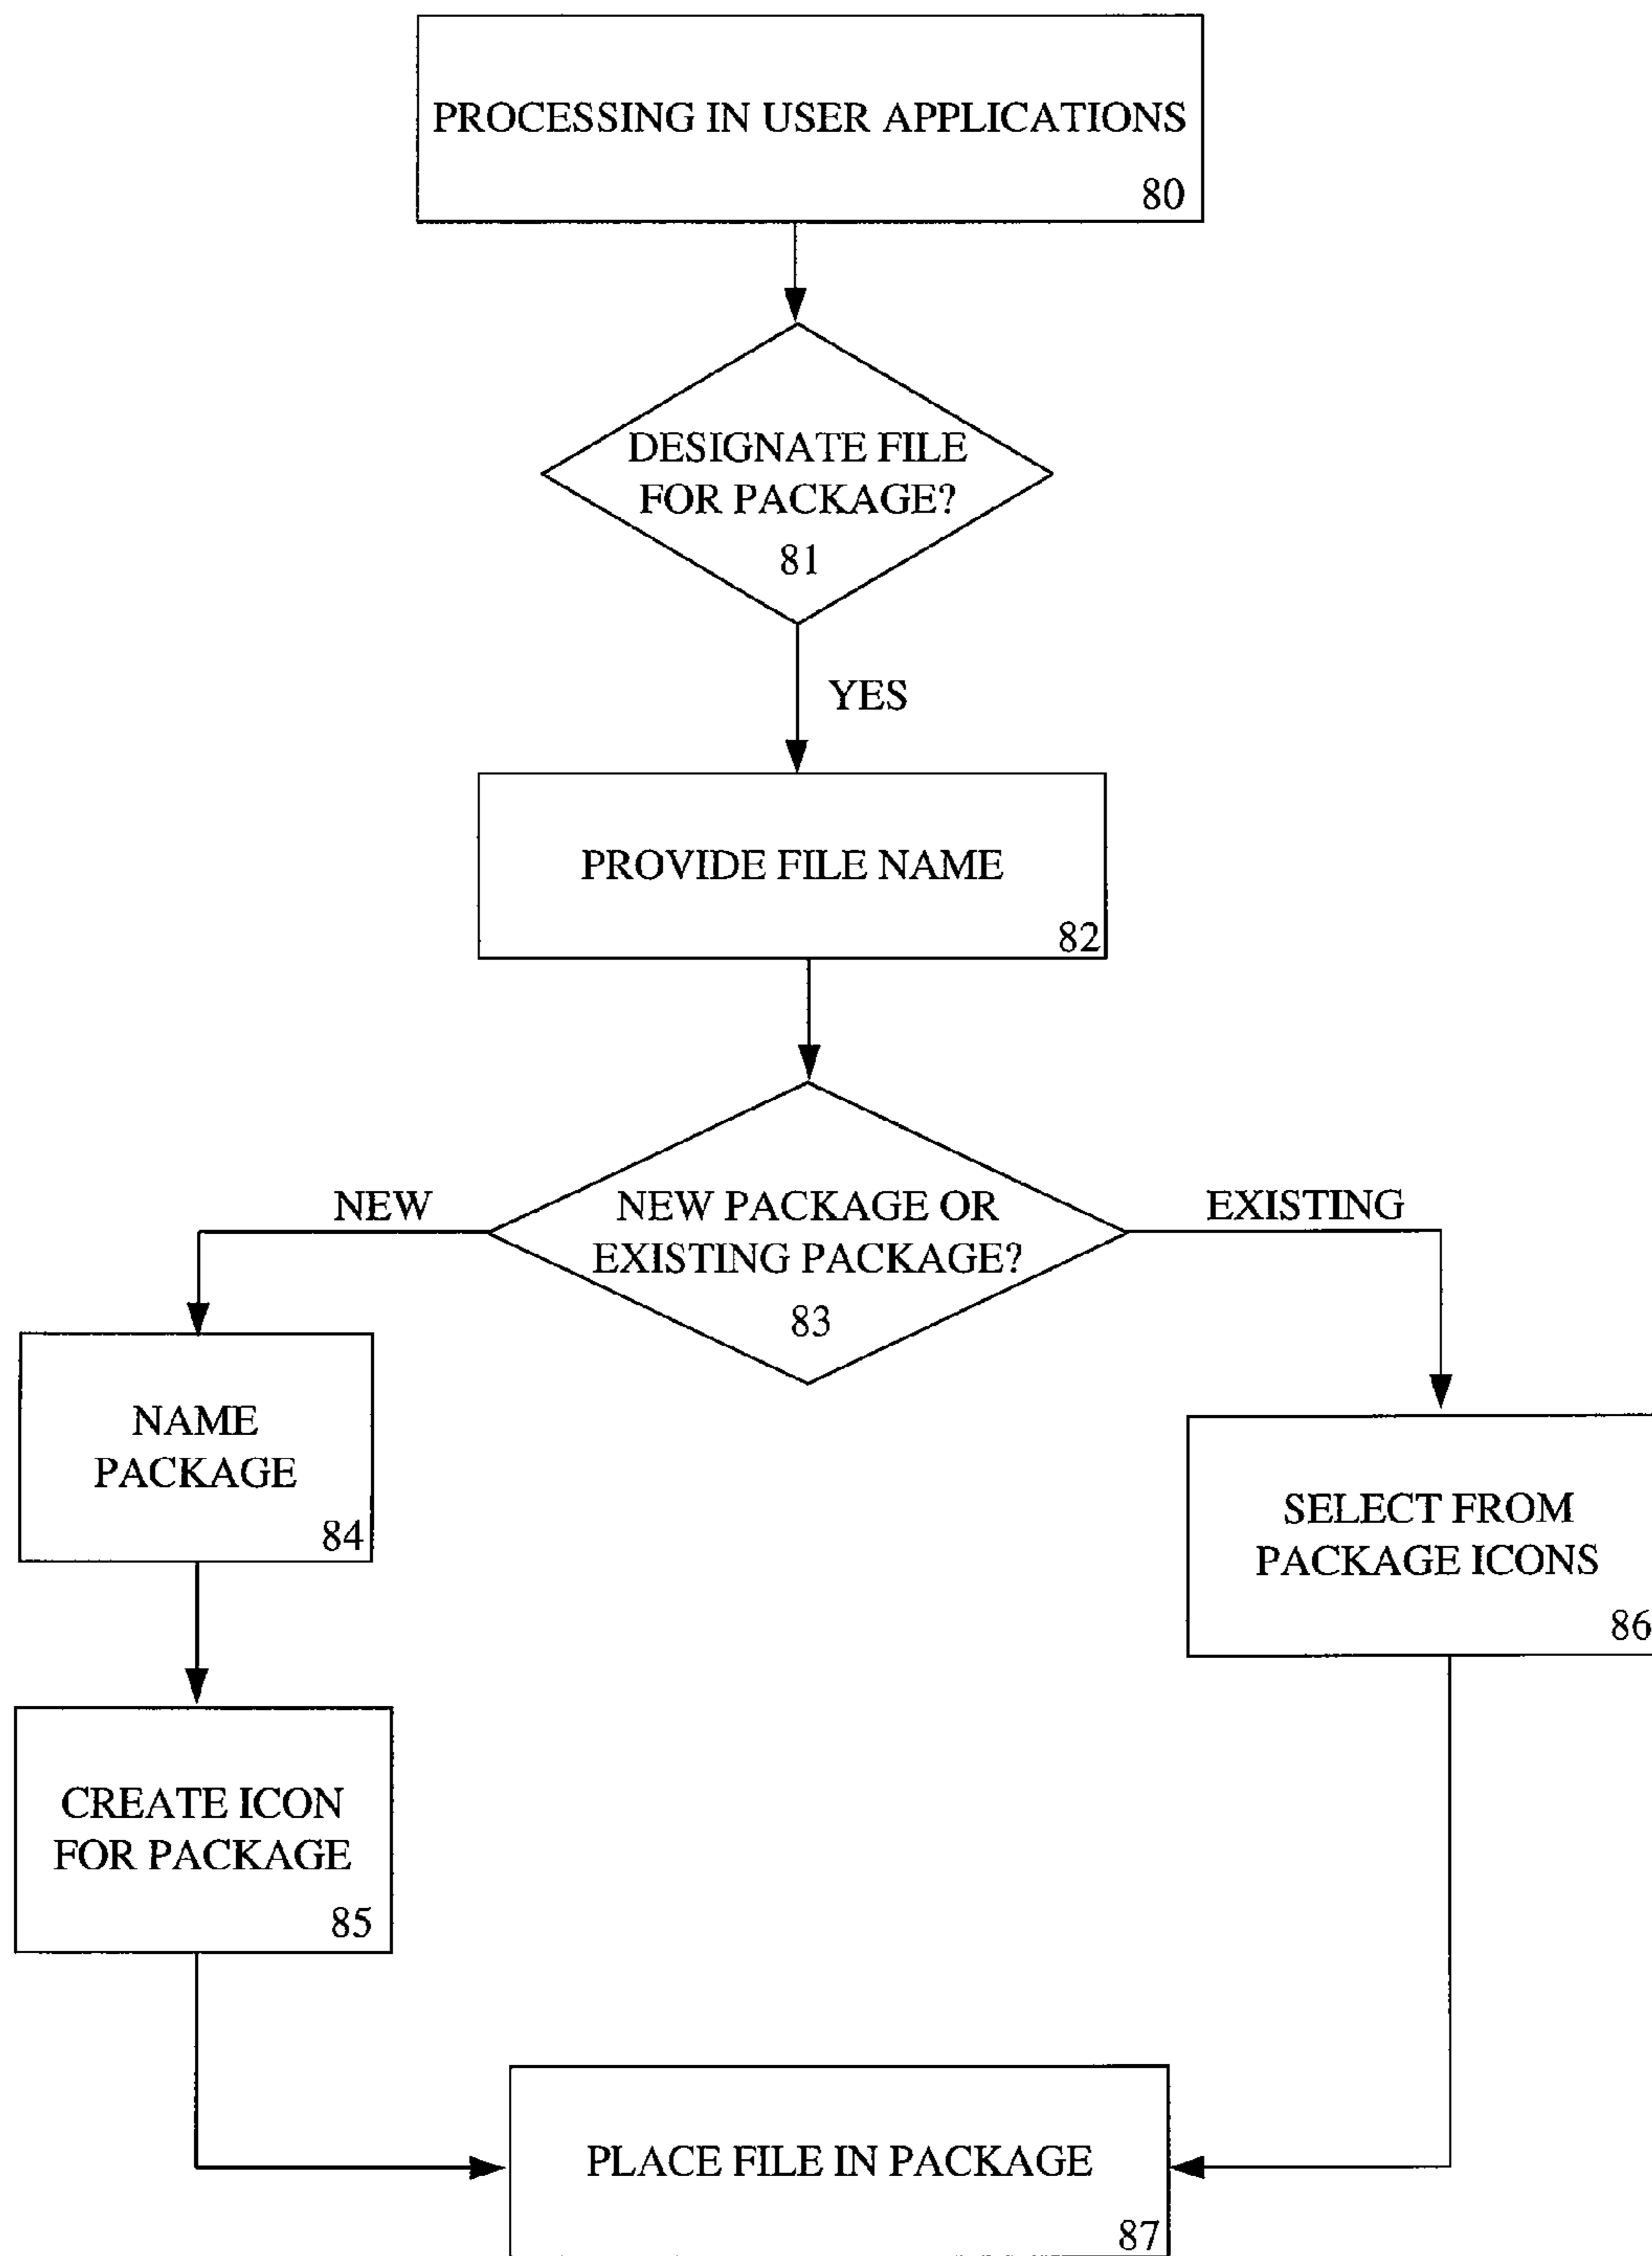 PROCESSING IN USER APPLICATIONS
80
DESIGNATE FILE
FOR PACKAGE?
81
YES
PROVIDE FILE NAME
82
NEW
NEW PACKAGE OR
EXISTING PACKAGE?
83
EXISTING
NAME
PACKAGE
84
SELECT FROM
PACKAGE ICONS
86
CREATE ICON
FOR PACKAGE
85
PLACE FILE IN PACKAGE
87